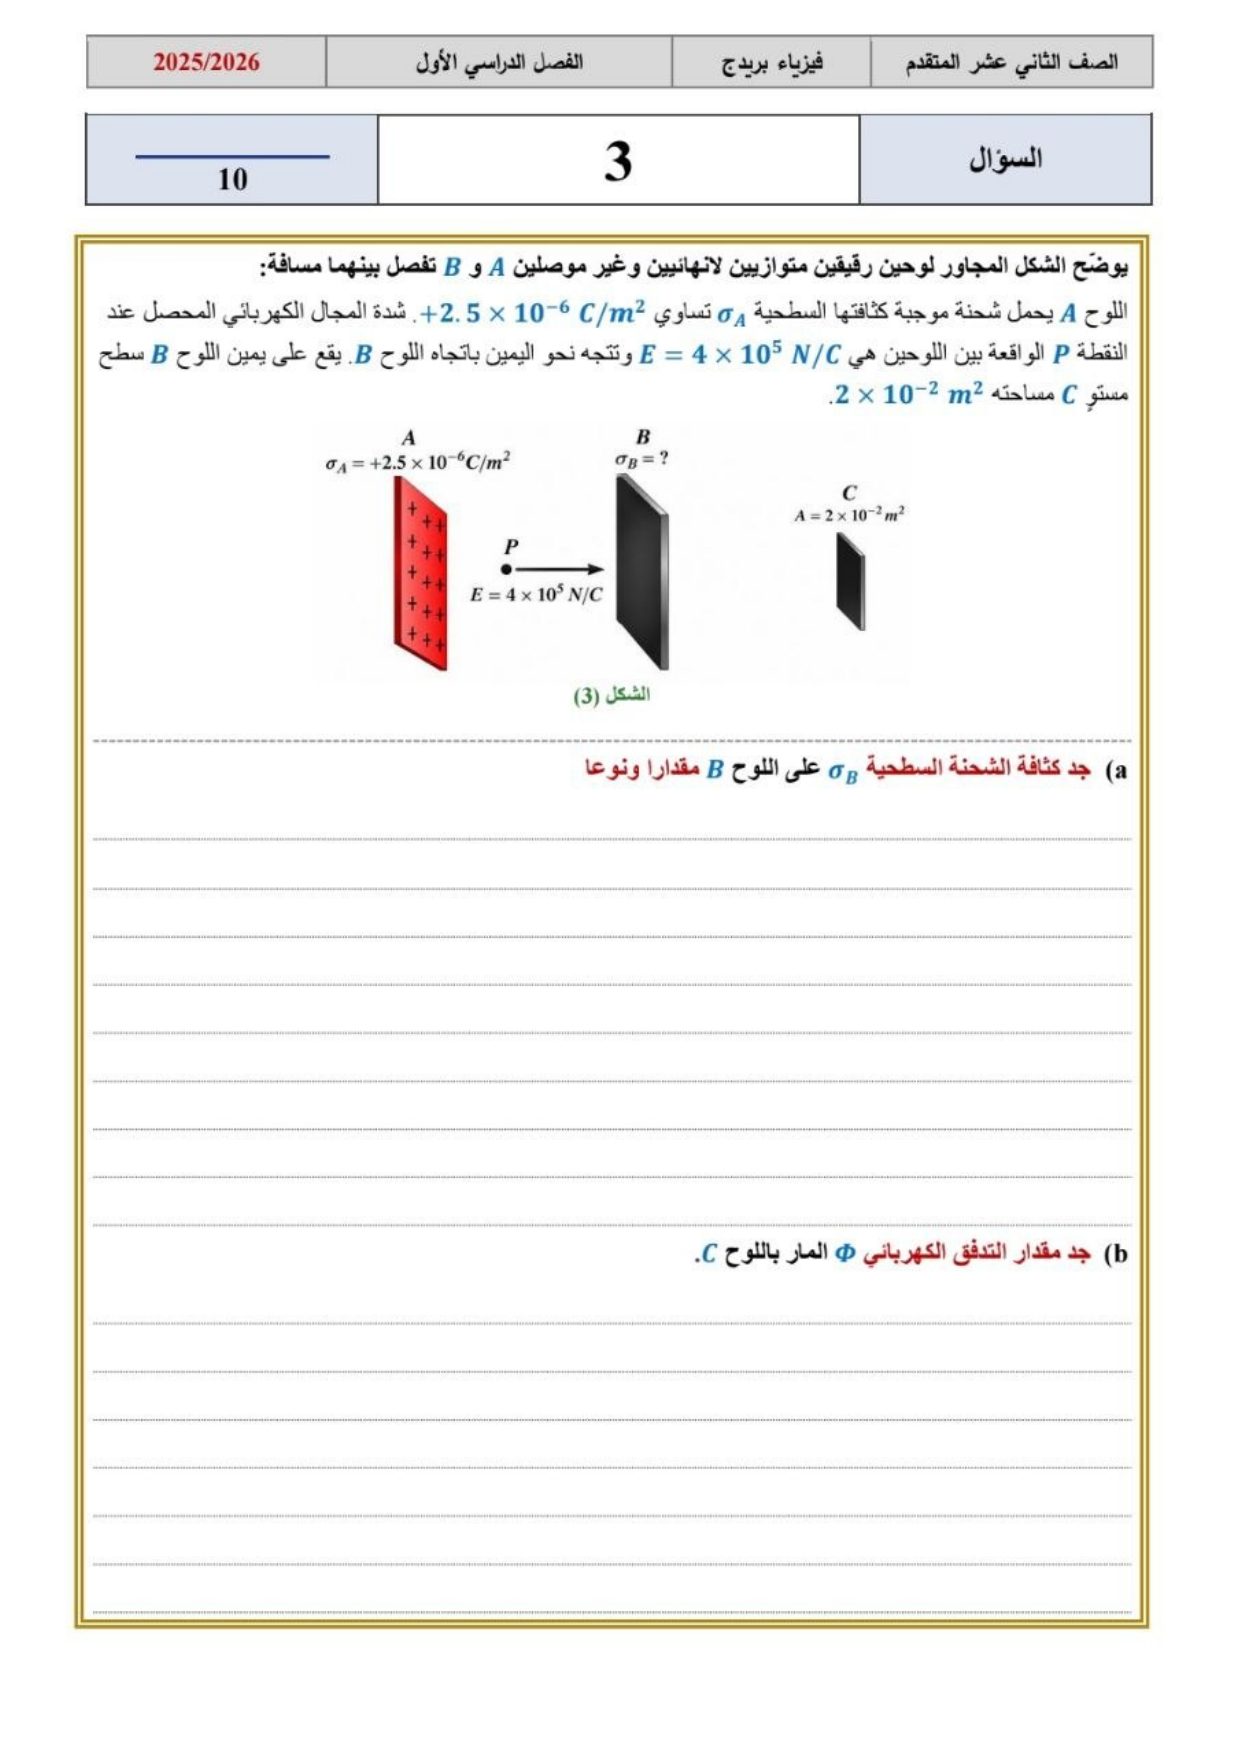 الصف الثاني عشر المتقدم فيزياء بريدج الفصل الدراسي الأول 2025/2026
السؤال 3 10
يوضّح الشكل المجاور لوحين رقيقين متوازيين لانهائيين وغير موصلين A و B تفصل بينهما مسافة:
اللوح A يحمل شحنة موجبة كثافتها السطحية σ_A تساوي +2.5 × 10⁻⁶ C/m². شدة المجال الكهربائي المحصل عند
النقطة P الواقعة بين اللوحين هي E = 4 × 10⁵ N/C وتتجه نحو اليمين باتجاه اللوح B. يقع على يمين اللوح B سطح
مستوٍ C مساحته 2 × 10⁻² m².
A
σ_A = +2.5 × 10⁻⁶C/m²
B
σ_B = ?
C
A = 2 × 10⁻² m²
P
E = 4 × 10⁵ N/C
الشكل (3)
a) جد كثافة الشحنة السطحية σ_B على اللوح B مقدارا ونوعا
b) جد مقدار التدفق الكهربائي Φ المار باللوح C.